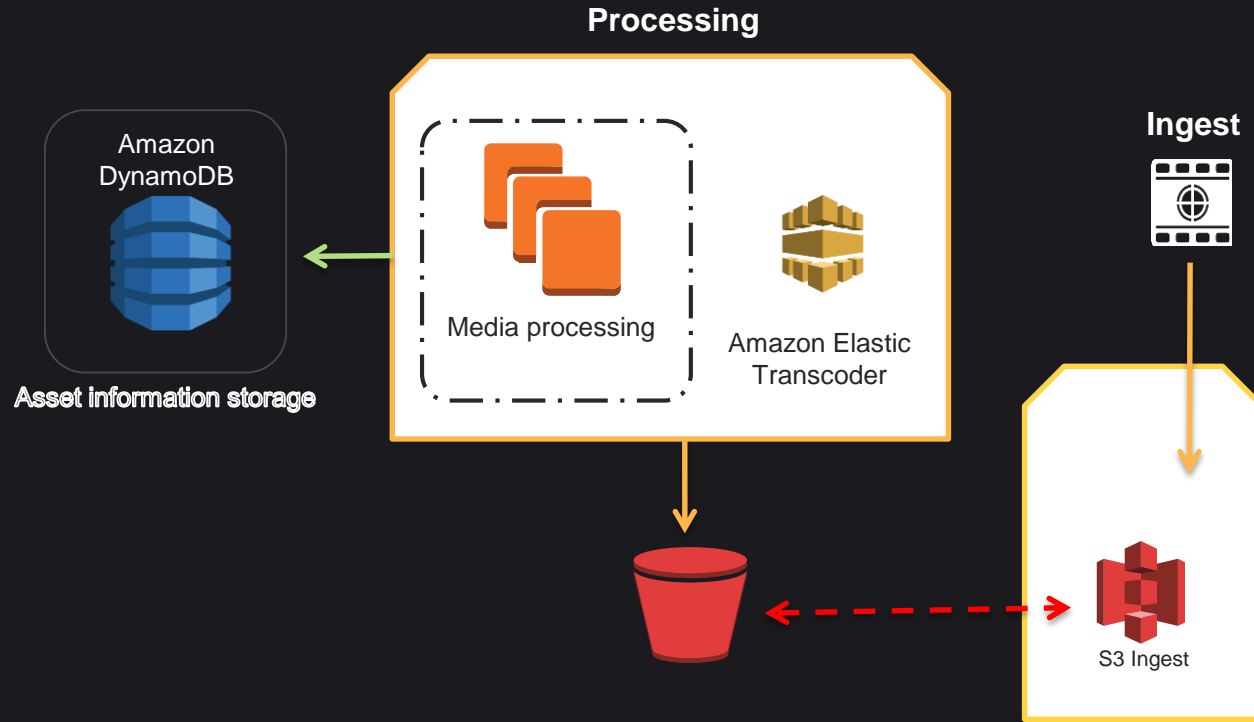 Processing
Ingest
Amazon
DynamoDB
Media processing
Amazon Elastic
Transcoder
Asset information storage
S3 Ingest